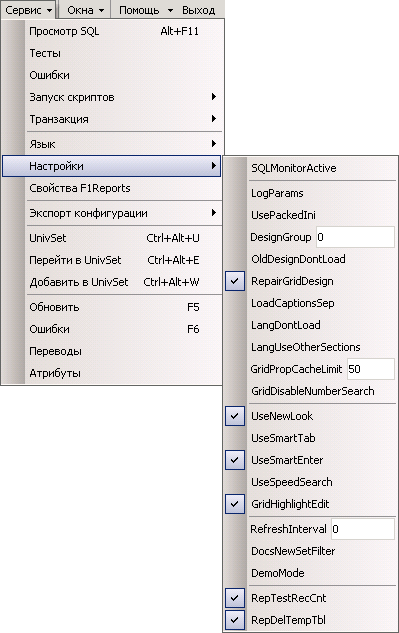 Сервис Окна Помощь Выход
Просмотр SQL Alt+F11
Тесты
Ошибки
Запуск скриптов
Транзакция
Язык
Настройки
Свойства F1Reports
Экспорт конфигурации
UnivSet Ctrl+Alt+U
Перейти в UnivSet Ctrl+Alt+E
Добавить в UnivSet Ctrl+Alt+W
Обновить F5
Ошибки F6
Переводы
Атрибуты
SQLMonitorActive
LogParams
UsePackedIni
DesignGroup 0
OldDesignDontLoad
RepairGridDesign
LoadCaptionsSep
LangDontLoad
LangUseOtherSections
GridPropCacheLimit 50
GridDisableNumberSearch
UseNewLook
UseSmartTab
UseSmartEnter
UseSpeedSearch
GridHighlightEdit
RefreshInterval 0
DocsNewSetFilter
DemoMode
RepTestRecCnt
RepDelTempTbl